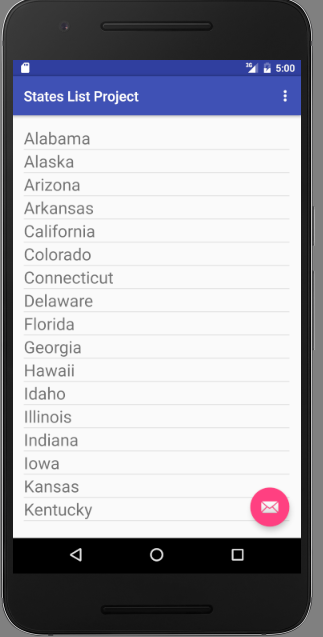 3G 5:00
States List Project
Alabama
Alaska
Arizona
Arkansas
California
Colorado
Connecticut
Delaware
Florida
Georgia
Hawaii
Idaho
Illinois
Indiana
Iowa
Kansas
Kentucky